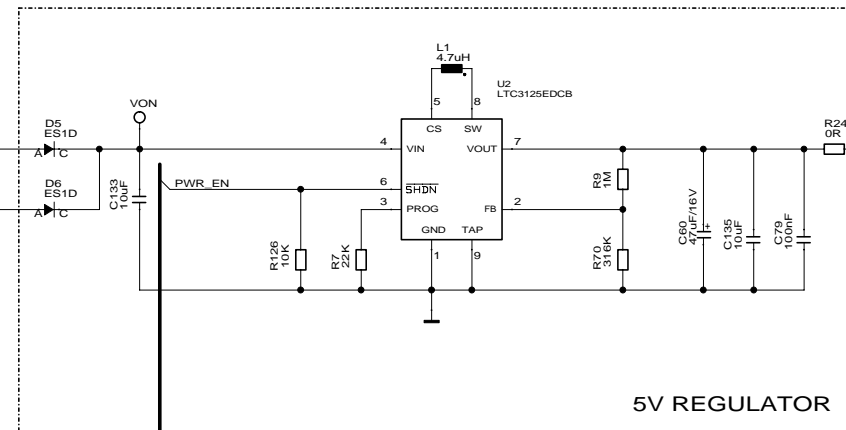 L1
4.7uH
U2
LTC3125EDCB
5
8
CS
SW
VON
D5
ES1D
A
C
4
VIN
VOUT
7
R24
0R
D6
ES1D
A
C
C133
10uF
PWR_EN
6
SHDN
3
PROG
FB
2
R9
1M
GND
TAP
1
9
R126
10K
R7
22K
R70
316K
C60
47uF/16V
+
C135
10uF
C79
100nF
5V REGULATOR